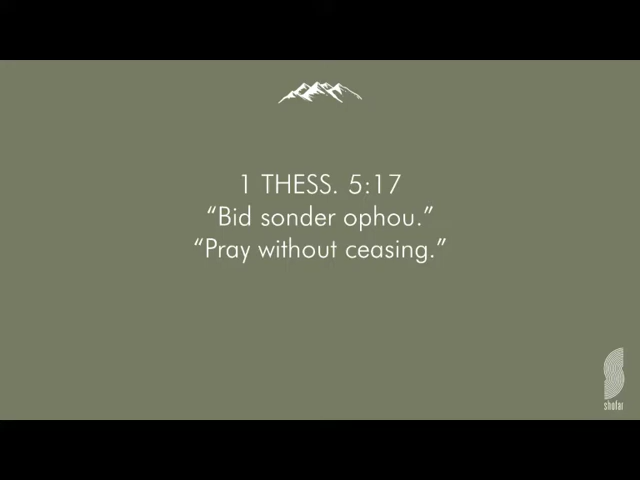 1 THESS. 5:17
“Bid sonder ophou.”
“Pray without ceasing.”
shofar